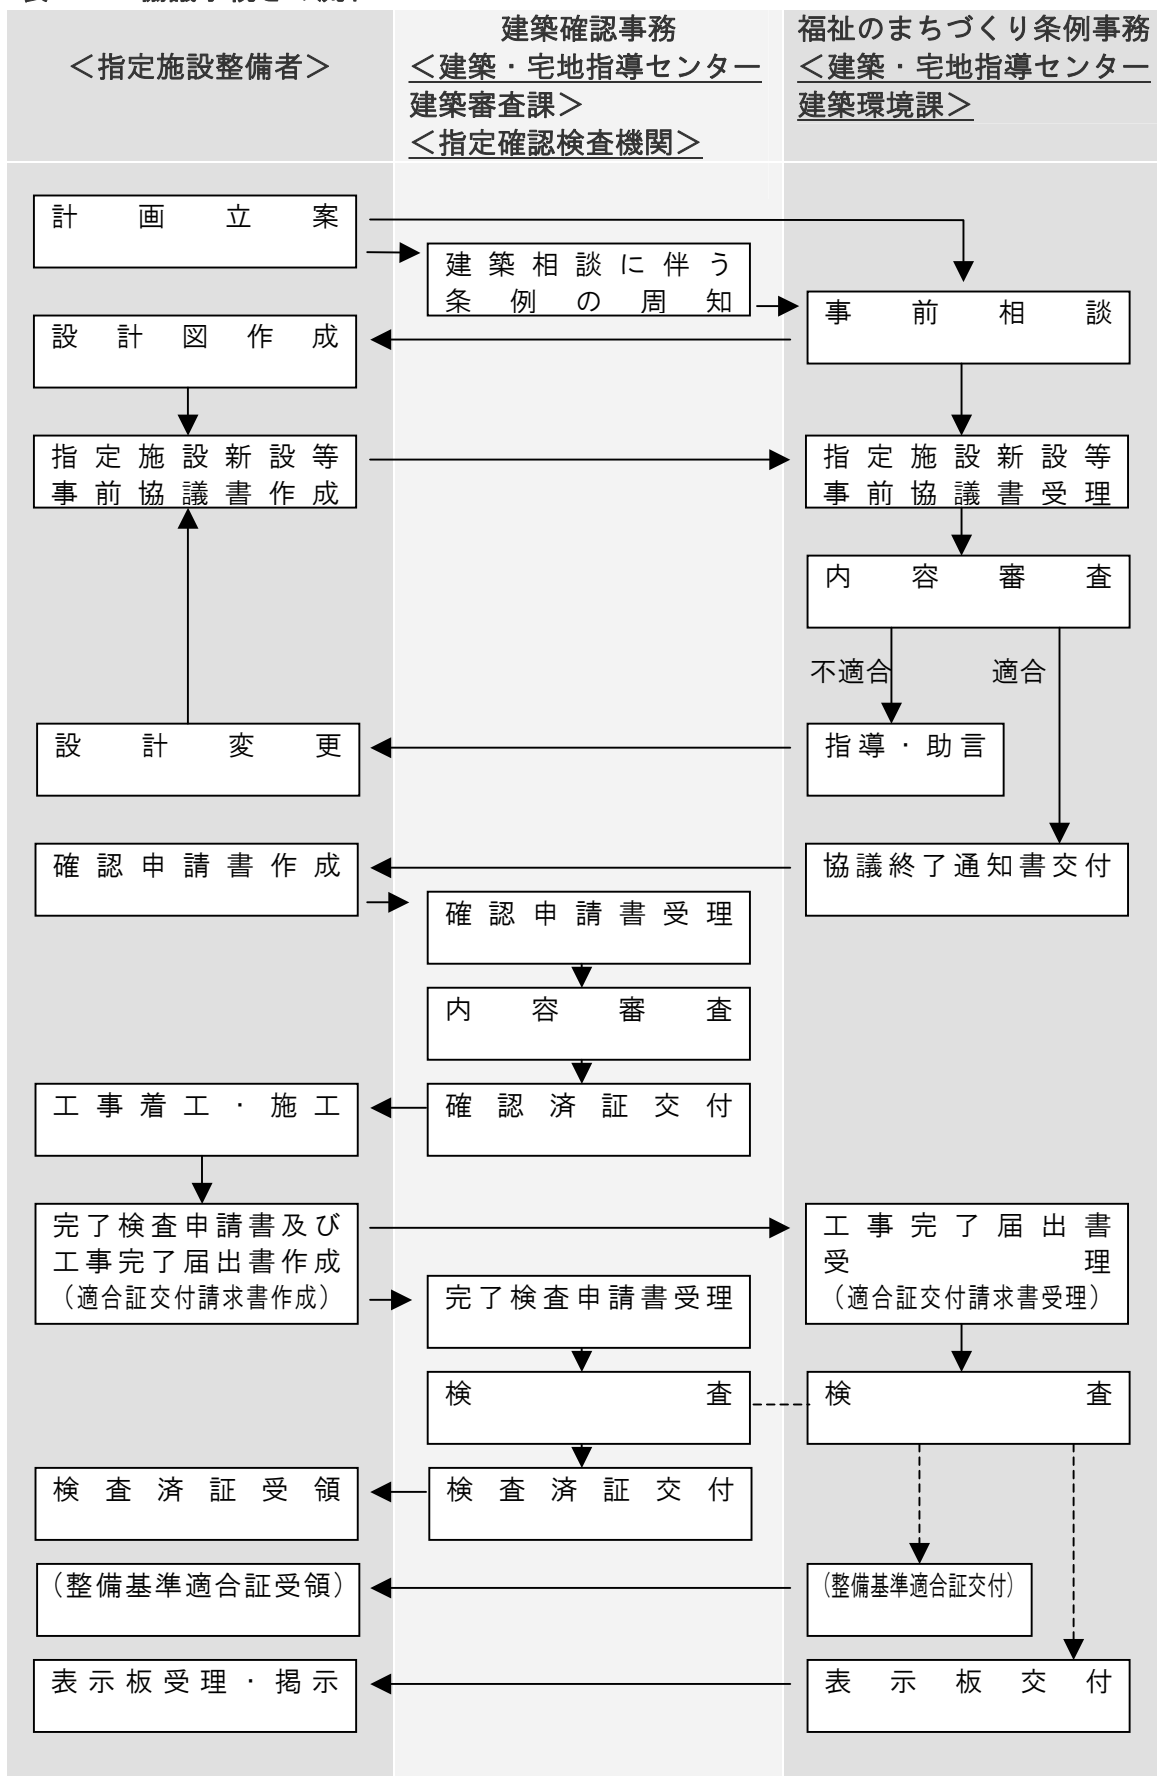 ＜指定施設整備者＞
建築確認事務
＜建築・宅地指導センター
建築審査課＞
＜指定確認検査機関＞
福祉のまちづくり条例事務
＜建築・宅地指導センター
建築環境課＞
計画立案
建築相談に伴う
条例の周知
事前相談
設計図作成
指定施設新設等
事前協議書作成
指定施設新設等
事前協議書受理
内容審査
不適合
適合
設計変更
指導・助言
確認申請書作成
協議終了通知書交付
確認申請書受理
内容審査
工事着工・施工
確認済証交付
完了検査申請書及び
工事完了届出書作成
（適合証交付請求書作成）
工事完了届出書
受理
（適合証交付請求書受理）
完了検査申請書受理
検査
検査
検査済証受領
検査済証交付
（整備基準適合証受領）
（整備基準適合証交付）
表示板受理・掲示
表示板交付